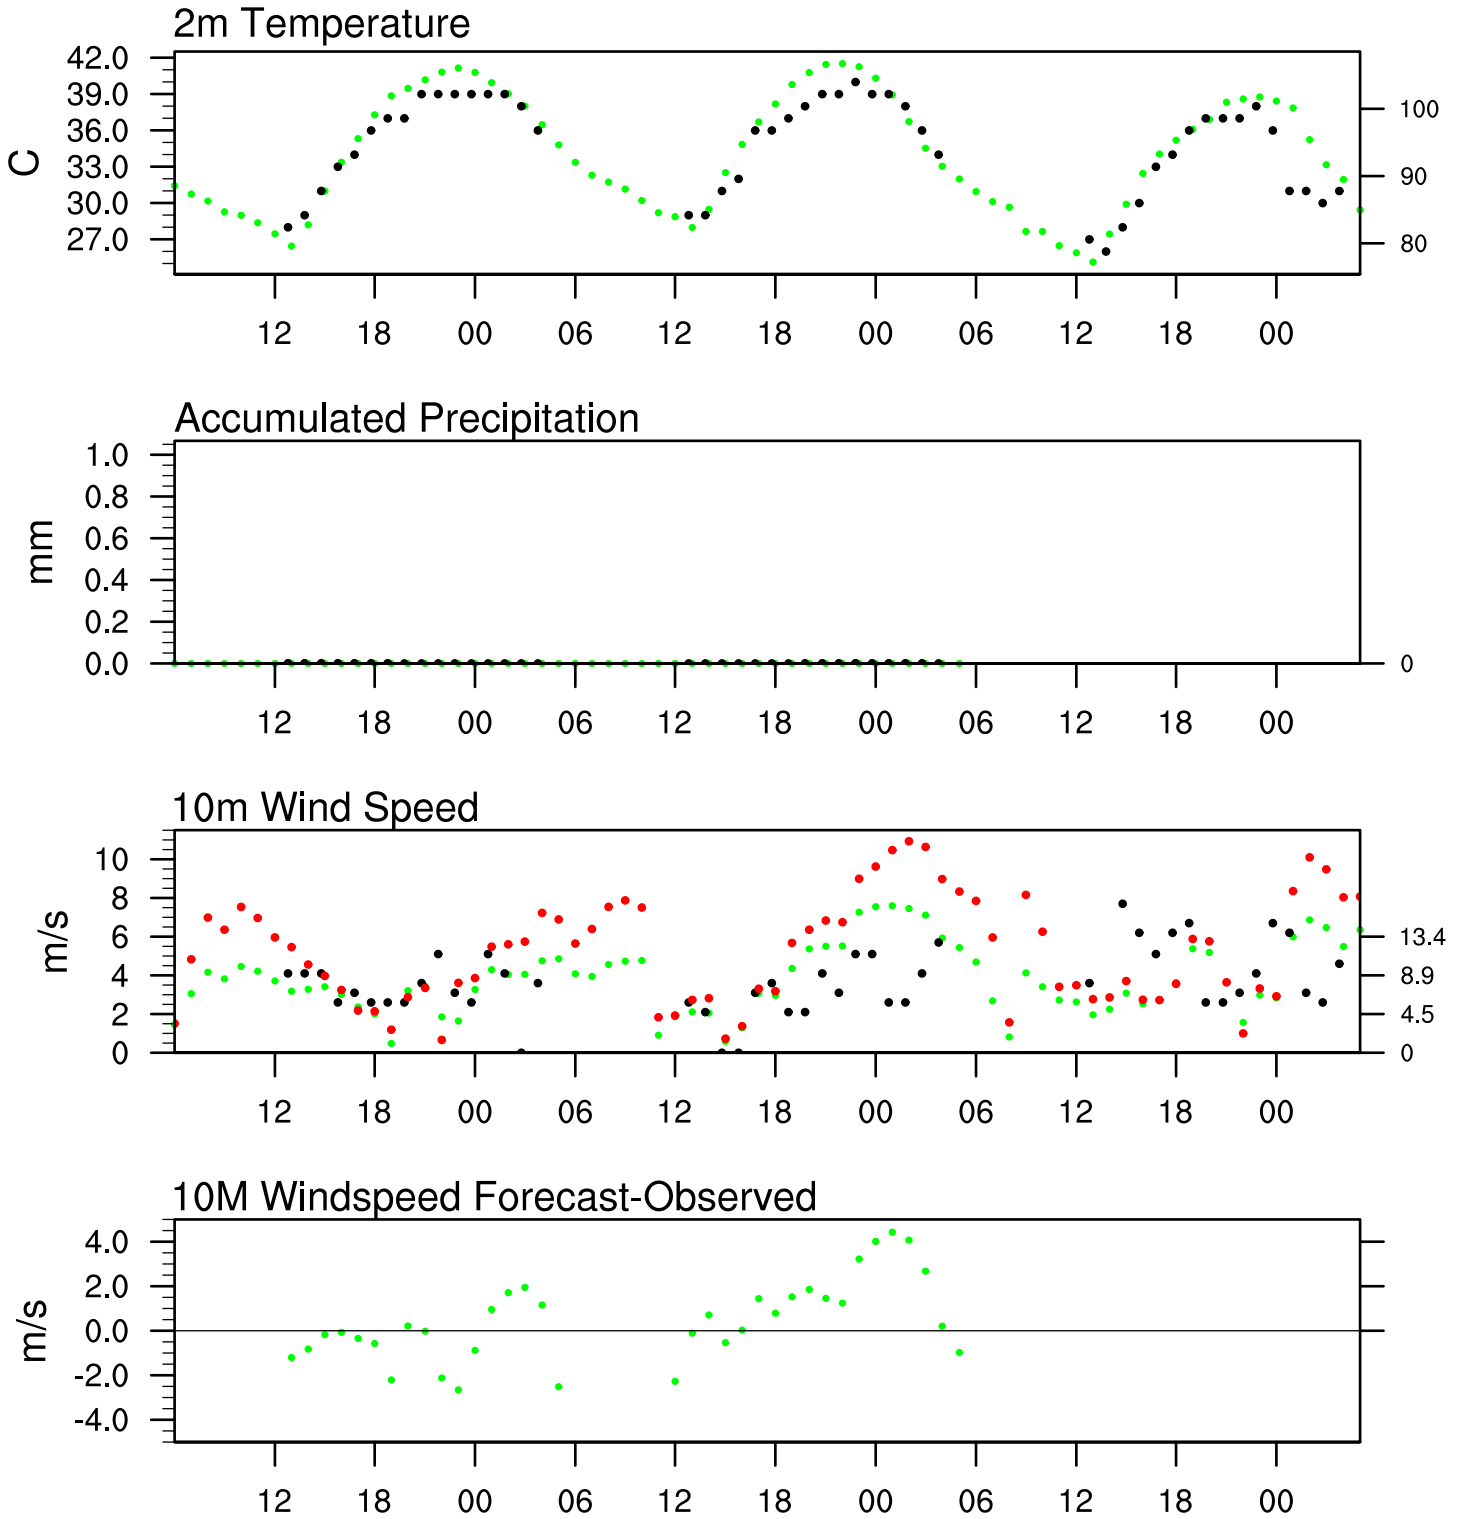 2m Temperature
42.0
39.0
36.0
33.0
30.0
27.0
C
100
90
80
12 18 00 06 12 18 00 06 12 18 00
Accumulated Precipitation
1.0
0.8
0.6
0.4
0.2
0.0
mm
0
12 18 00 06 12 18 00 06 12 18 00
10m Wind Speed
10
8
6
4
2
0
m/s
13.4
8.9
4.5
0
12 18 00 06 12 18 00 06 12 18 00
10M Windspeed Forecast-Observed
4.0
2.0
0.0
-2.0
-4.0
m/s
12 18 00 06 12 18 00 06 12 18 00